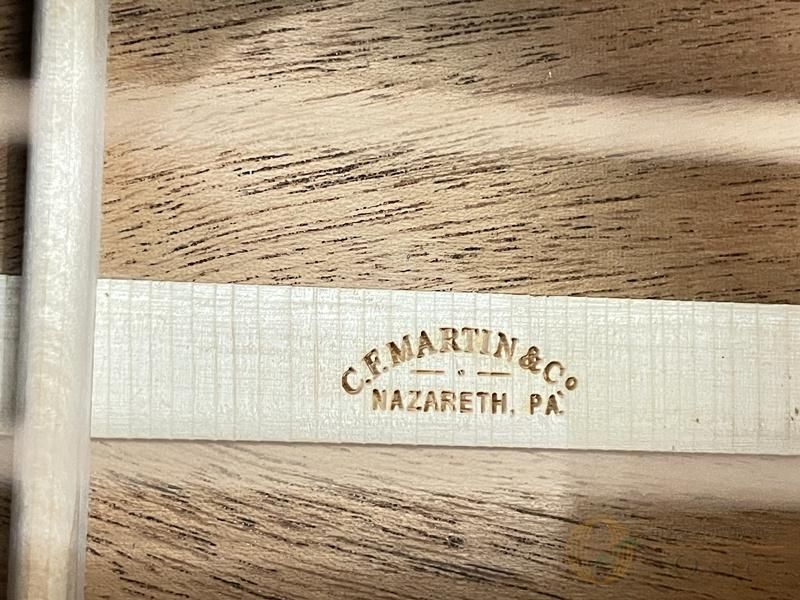 C.F. MARTIN & Co
NAZARETH, PA.